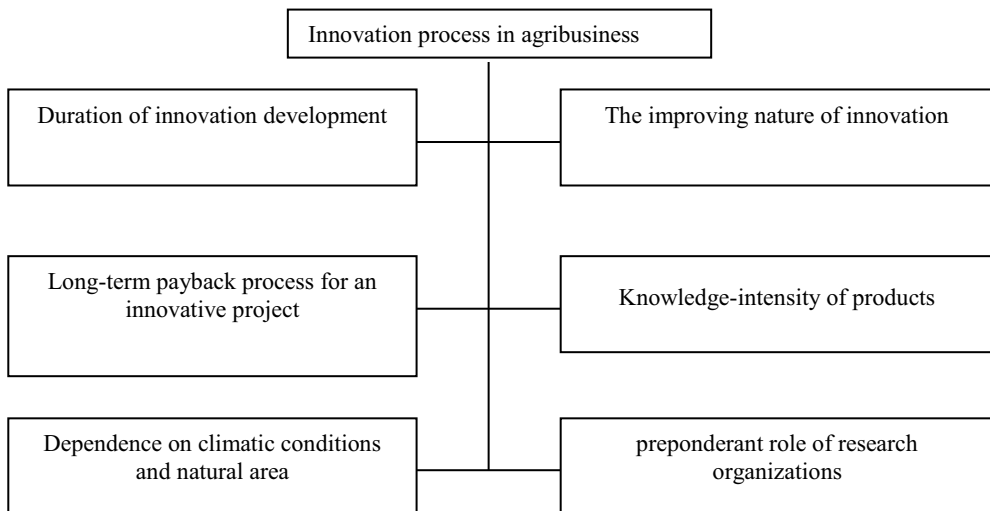 Innovation process in agribusiness
Duration of innovation development
The improving nature of innovation
Long-term payback process for an
innovative project
Knowledge-intensity of products
Dependence on climatic conditions
and natural area
preponderant role of research
organizations